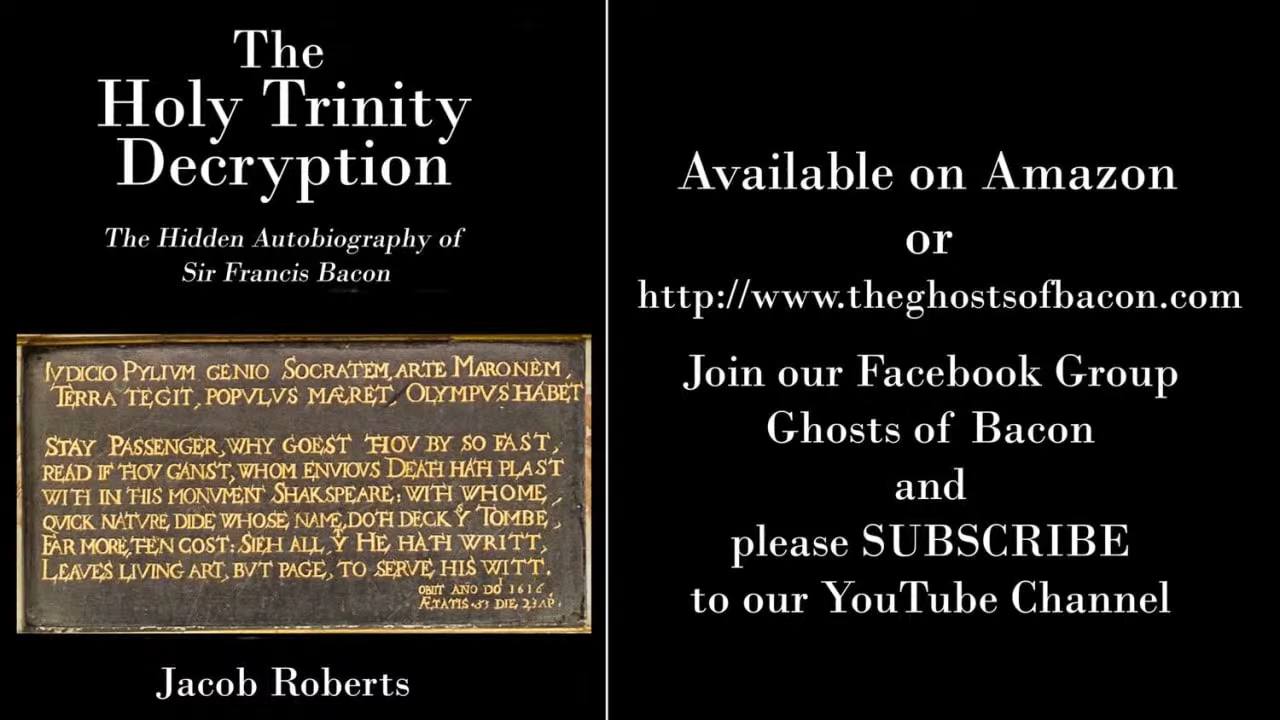 The
Holy Trinity
Decryption
The Hidden Autobiography of
Sir Francis Bacon
IVDICIO PYLIVM GENIO SOCRATEM, ARTE MARONEM,
TERRA TEGIT, POPVLVS MÆRET, OLYMPVS HABET
STAY PASSENGER, WHY GOEST THOV BY SO FAST,
READ IF THOV CANST, WHOM ENVIOVS DEATH HATH PLAST
WITH IN THIS MONVMENT SHAKSPEARE: WITH WHOME,
QVICK NATVRE DIDE WHOSE NAME, DOTH DECK Yˢ TOMBE,
FAR MORE, THEN COST: SIEH ALL, Yᵗ HE HATH WRITT,
LEAVES LIVING ART, BVT PAGE, TO SERVE HIS WITT.
OBIIT AÑO DOⁱ 1616,
ÆTATIS 53 DIE 23 AP.
Jacob Roberts
Available on Amazon
or
http://www.theghostsofbacon.com
Join our Facebook Group
Ghosts of Bacon
and
please SUBSCRIBE
to our YouTube Channel